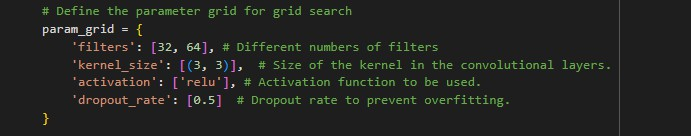 # Define the parameter grid for grid search
param_grid = {
'filters': [32, 64], # Different numbers of filters
'kernel_size': [(3, 3)],  # Size of the kernel in the convolutional layers.
'activation': ['relu'], # Activation function to be used.
'dropout_rate': [0.5]  # Dropout rate to prevent overfitting.
}